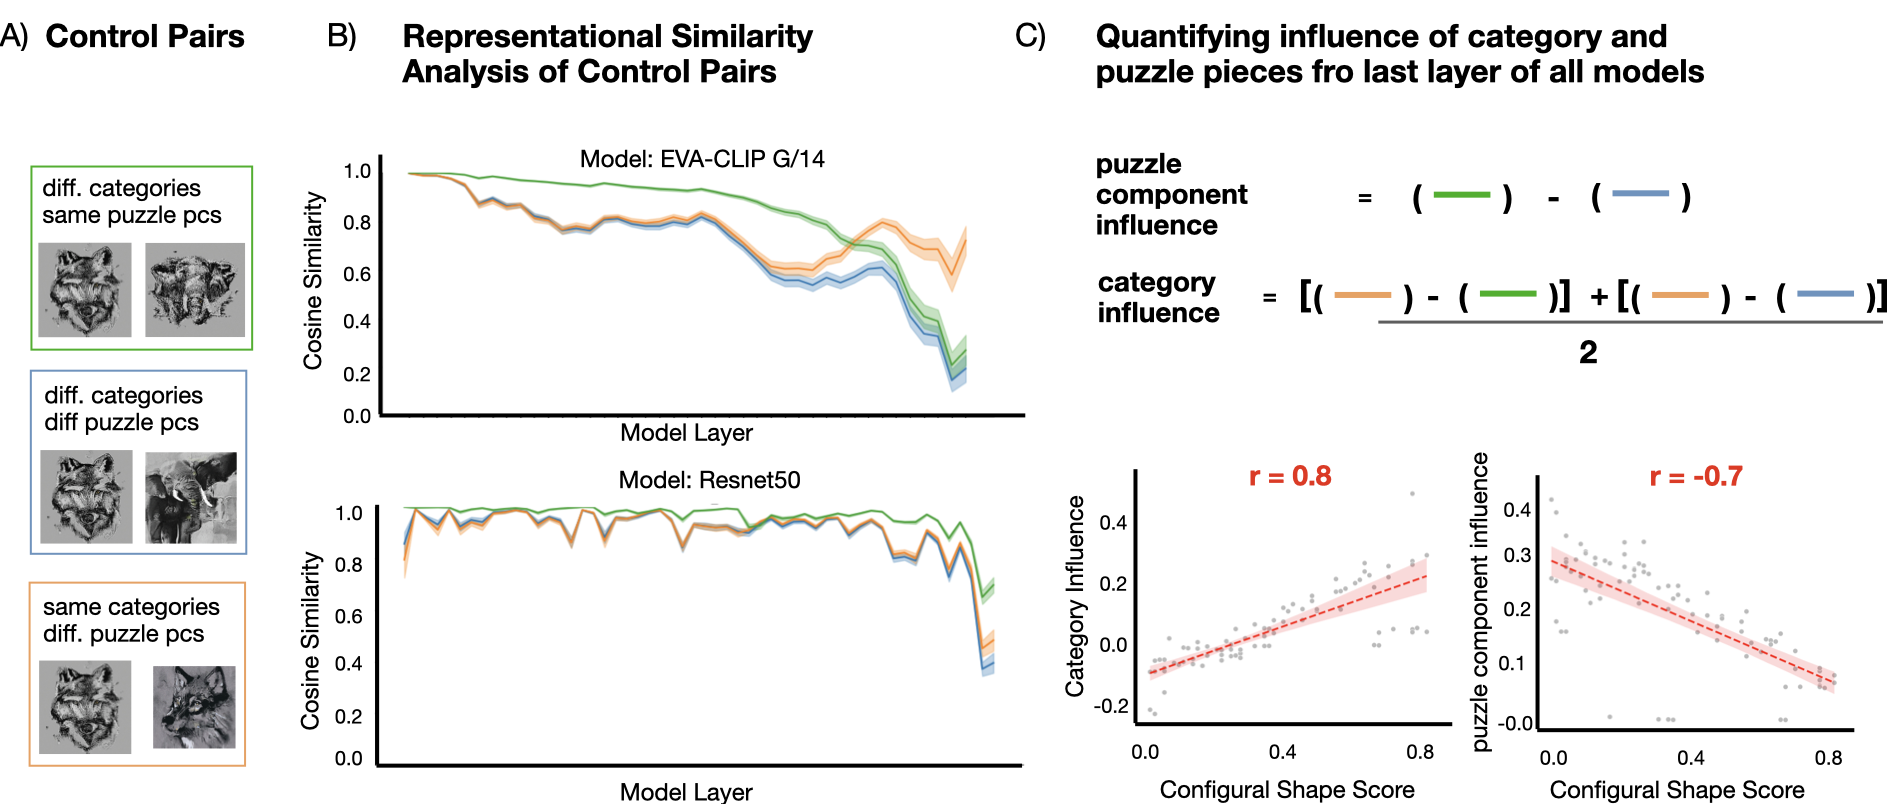 A) Control Pairs
diff. categories
same puzzle pcs
diff. categories
diff puzzle pcs
same categories
diff. puzzle pcs
B) Representational Similarity
Analysis of Control Pairs
Model: EVA-CLIP G/14
Cosine Similarity
1.0
0.8
0.6
0.4
0.2
0.0
Model Layer
Model: Resnet50
Cosine Similarity
1.0
0.8
0.6
0.4
0.2
0.0
Model Layer
C) Quantifying influence of category and
puzzle pieces fro last layer of all models
puzzle
component
influence
= ( ) - ( )
category
influence
= [( ) - ( )] + [( ) - ( )]
2
r = 0.8
Category Influence
0.4
0.2
0.0
-0.2
0.0 0.4 0.8
Configural Shape Score
r = -0.7
puzzle component influence
0.4
0.3
0.2
0.1
-0.0
0.0 0.4 0.8
Configural Shape Score